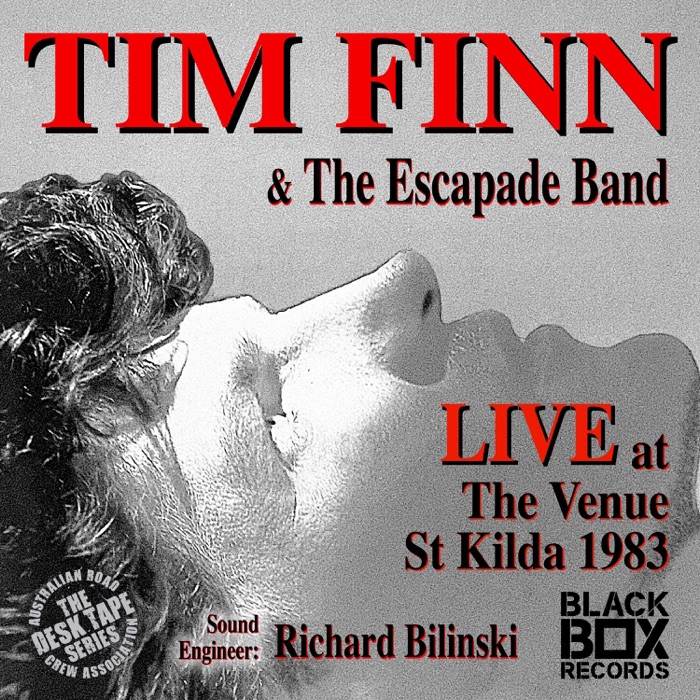 TIM FINN
& The Escapade Band
LIVE at
The Venue
St Kilda 1983
AUSTRALIAN ROAD
THE
DESK TAPE
SERIES
CREW ASSOCIATION
Sound
Engineer: Richard Bilinski
BLACK
BOX
RECORDS